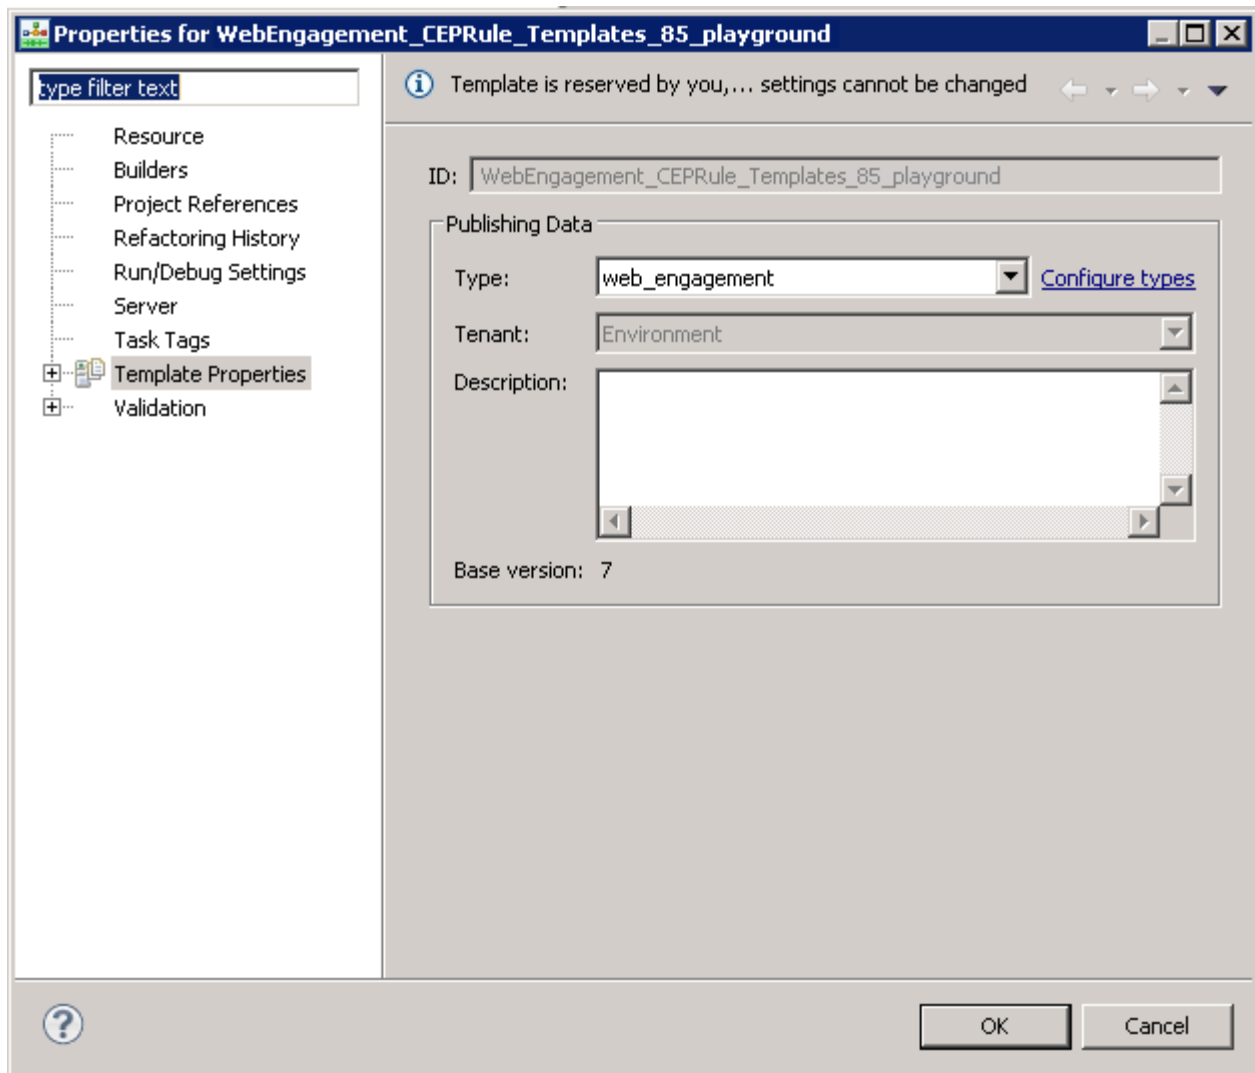 Properties for WebEngagement_CEPRule_Templates_85_playground
type filter text
Template is reserved by you,... settings cannot be changed
Resource
Builders
Project References
Refactoring History
Run/Debug Settings
Server
Task Tags
Template Properties
Validation
ID: WebEngagement_CEPRule_Templates_85_playground
Publishing Data
Type: web_engagement Configure types
Tenant: Environment
Description:
Base version: 7
OK Cancel